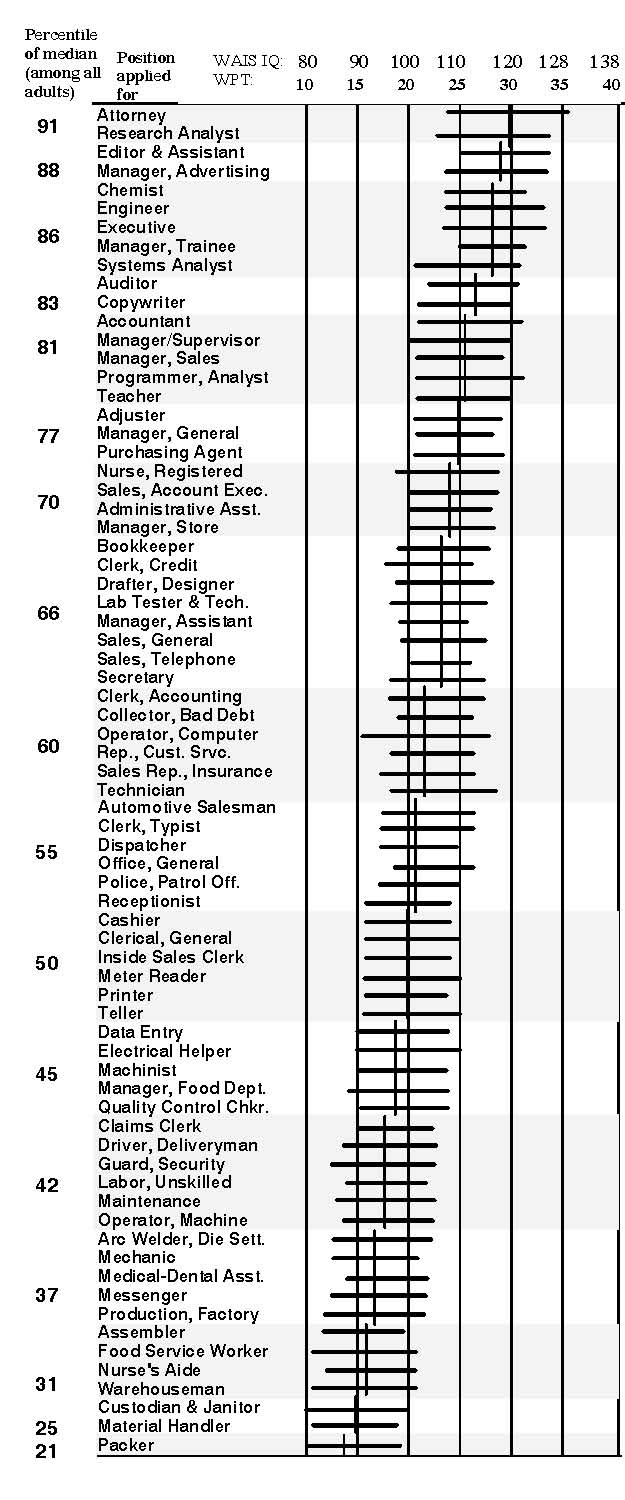 Percentile
of median
(among all
adults)
Position
applied
for
WAIS IQ: 80 90 100 110 120 128 138
WPT: 10 15 20 25 30 35 40
91
Attorney
Research Analyst
88
Editor & Assistant
Manager, Advertising
86
Chemist
Engineer
Executive
Manager, Trainee
Systems Analyst
83
Auditor
Copywriter
81
Accountant
Manager/Supervisor
Manager, Sales
Programmer, Analyst
Teacher
77
Adjuster
Manager, General
Purchasing Agent
70
Nurse, Registered
Sales, Account Exec.
Administrative Asst.
Manager, Store
66
Bookkeeper
Clerk, Credit
Drafter, Designer
Lab Tester & Tech.
Manager, Assistant
Sales, General
Sales, Telephone
Secretary
60
Clerk, Accounting
Collector, Bad Debt
Operator, Computer
Rep., Cust. Srvc.
Sales Rep., Insurance
Technician
55
Automotive Salesman
Clerk, Typist
Dispatcher
Office, General
Police, Patrol Off.
Receptionist
50
Cashier
Clerical, General
Inside Sales Clerk
Meter Reader
Printer
Teller
45
Data Entry
Electrical Helper
Machinist
Manager, Food Dept.
Quality Control Chkr.
42
Claims Clerk
Driver, Deliveryman
Guard, Security
Labor, Unskilled
Maintenance
Operator, Machine
37
Arc Welder, Die Sett.
Mechanic
Medical-Dental Asst.
Messenger
Production, Factory
31
Assembler
Food Service Worker
Nurse's Aide
Warehouseman
25
Custodian & Janitor
Material Handler
21
Packer